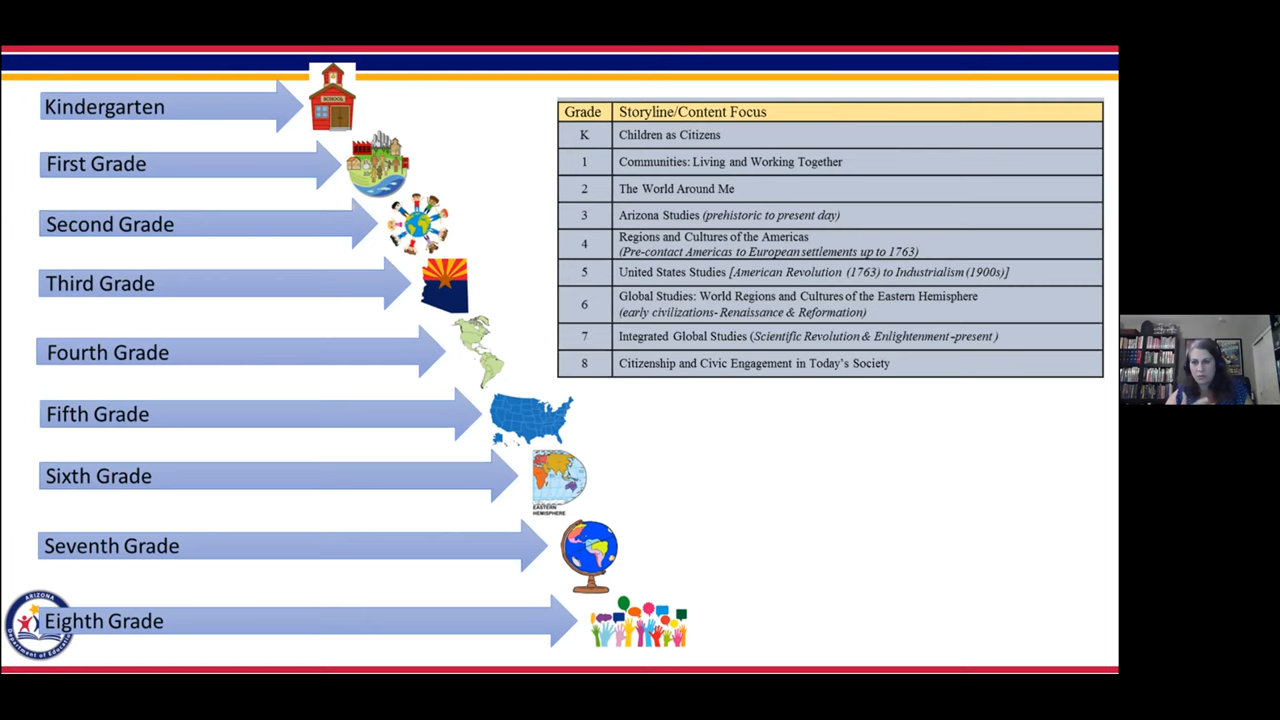 Kindergarten
SCHOOL
First Grade
Second Grade
Third Grade
Fourth Grade
Fifth Grade
Sixth Grade
EASTERN
HEMISPHERE
Seventh Grade
Eighth Grade
ARIZONA
Department of Education
Grade Storyline/Content Focus
K Children as Citizens
1 Communities: Living and Working Together
2 The World Around Me
3 Arizona Studies (prehistoric to present day)
4 Regions and Cultures of the Americas
(Pre-contact Americas to European settlements up to 1763)
5 United States Studies [American Revolution (1763) to Industrialism (1900s)]
6 Global Studies: World Regions and Cultures of the Eastern Hemisphere
(early civilizations- Renaissance & Reformation)
7 Integrated Global Studies (Scientific Revolution & Enlightenment-present)
8 Citizenship and Civic Engagement in Today's Society